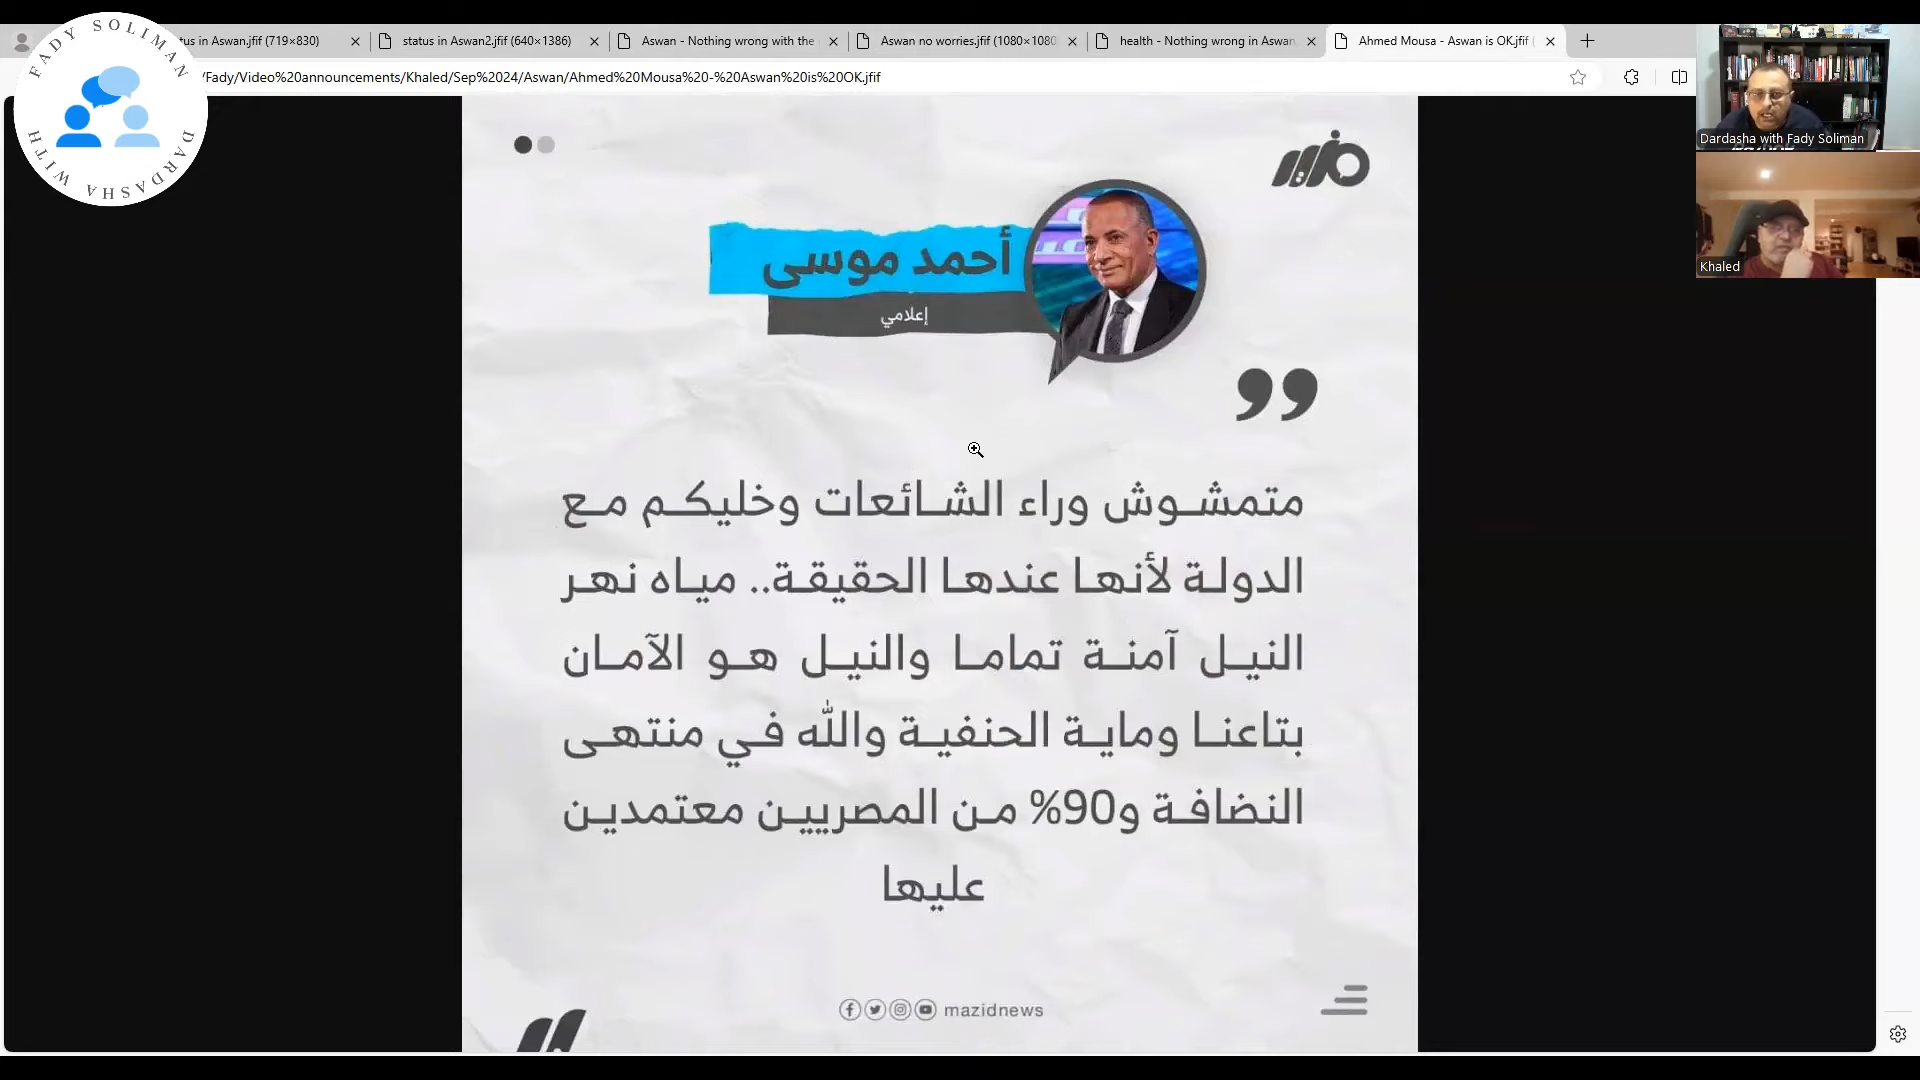 FADY SOLIMAN
DARDASHA WITH
tus in Aswan.jfif (719×830)
status in Aswan2.jfif (640×1386)
Aswan - Nothing wrong with the
Aswan no worries.jfif (1080×1080
health - Nothing wrong in Aswan.
Ahmed Mousa - Aswan is OK.jfif (
/Fady/Video%20announcements/Khaled/Sep%2024/Aswan/Ahmed%20Mousa%20-%20Aswan%20is%20OK.jfif
Dardasha with Fady Soliman
Khaled
مزيد
أحمد موسى
إعلامي
متمشوش وراء الشائعات وخليكم مع
الدولة لأنها عندها الحقيقة.. مياه نهر
النيل آمنة تماما والنيل هو الآمان
بتاعنا وماية الحنفية والله في منتهى
النضافة و90% من المصريين معتمدين
عليها
mazidnews